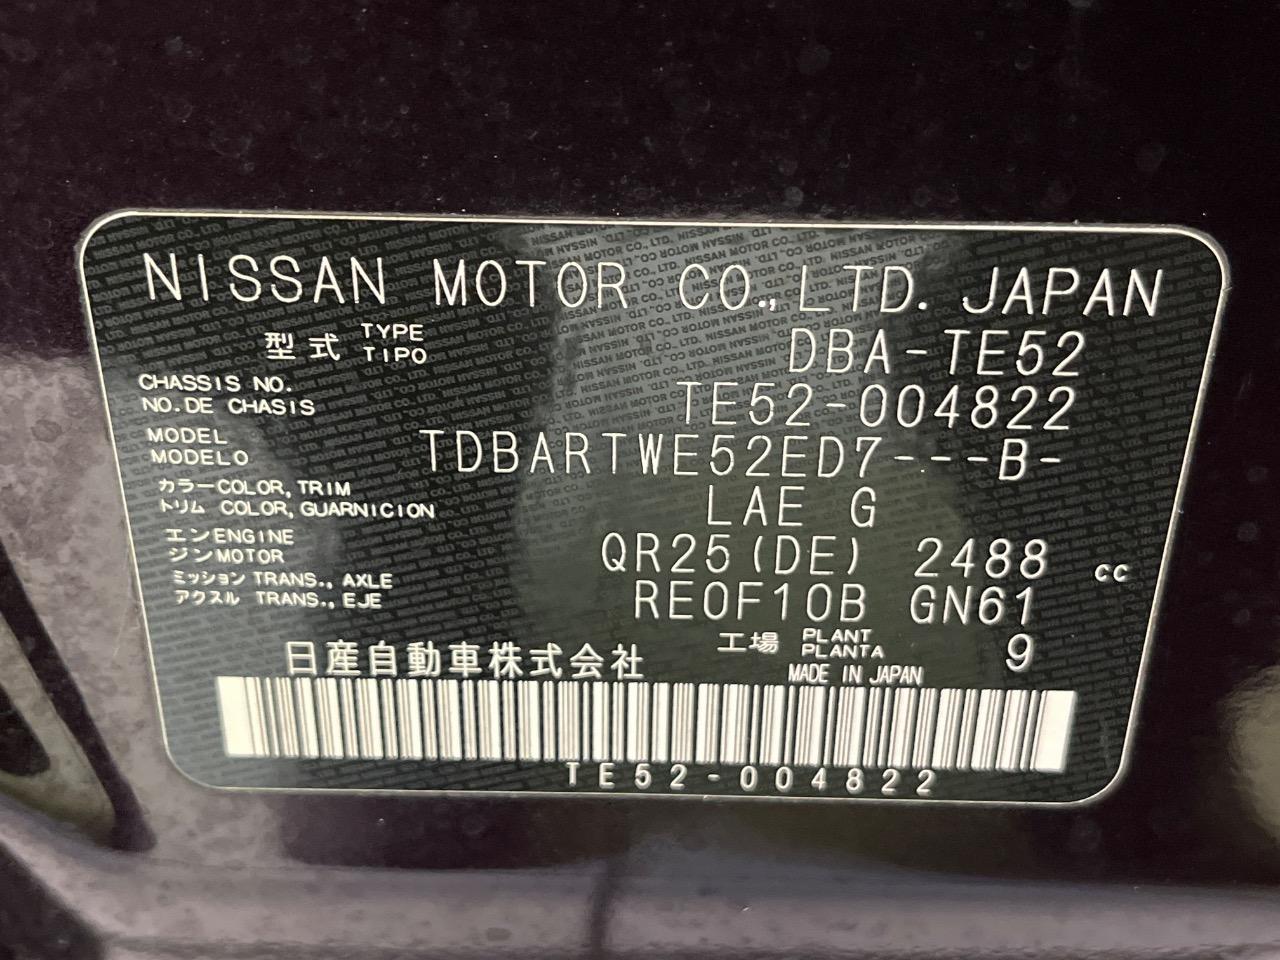 NISSAN MOTOR CO., LTD. JAPAN
型式 TYPE TIPO DBA-TE52
CHASSIS NO.
NO. DE CHASIS TE52-004822
MODEL
MODELO TDBARTWE52ED7---B-
カラー COLOR, TRIM
トリム COLOR, GUARNICION LAE G
エン ENGINE
ジン MOTOR QR25(DE) 2488 cc
ミッション TRANS., AXLE
アクスル TRANS., EJE RE0F10B GN61
工場 PLANT PLANTA 9
日産自動車株式会社 MADE IN JAPAN
TE52-004822